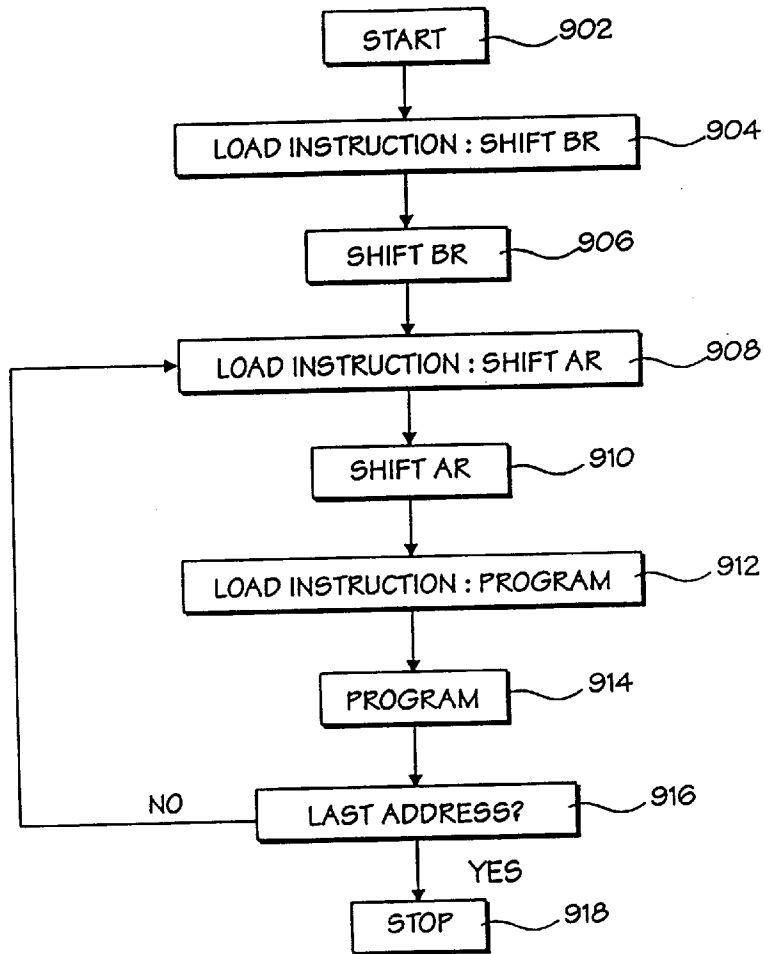 START 902
LOAD INSTRUCTION : SHIFT BR 904
SHIFT BR 906
LOAD INSTRUCTION : SHIFT AR 908
SHIFT AR 910
LOAD INSTRUCTION : PROGRAM 912
PROGRAM 914
LAST ADDRESS? 916
NO
YES
STOP 918